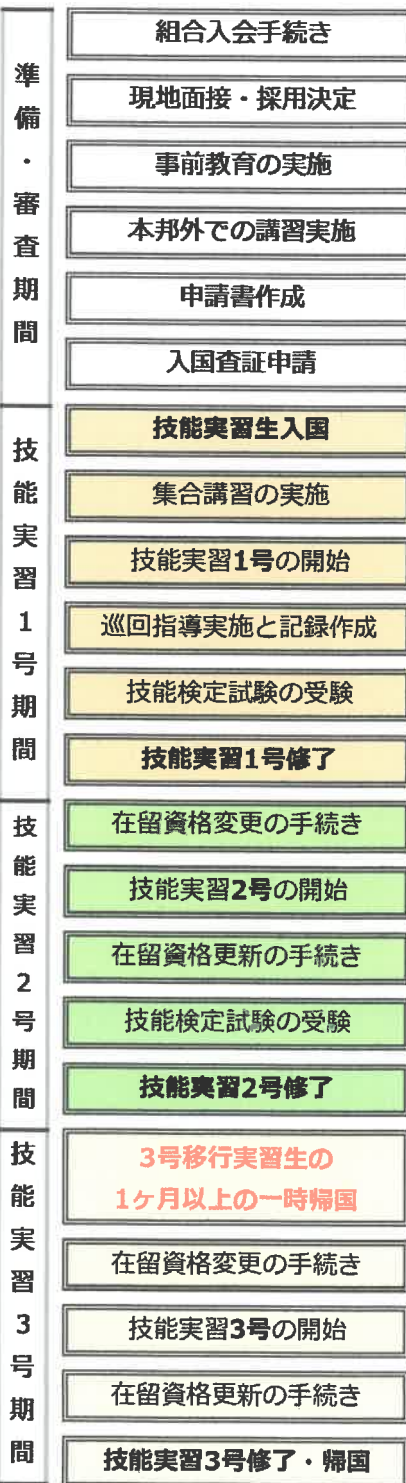 準備・審査期間
組合入会手続き
現地面接・採用決定
事前教育の実施
本邦外での講習実施
申請書作成
入国査証申請
技能実習1号期間
技能実習生入国
集合講習の実施
技能実習1号の開始
巡回指導実施と記録作成
技能検定試験の受験
技能実習1号修了
技能実習2号期間
在留資格変更の手続き
技能実習2号の開始
在留資格更新の手続き
技能検定試験の受験
技能実習2号修了
技能実習3号期間
3号移行実習生の
1ヶ月以上の一時帰国
在留資格変更の手続き
技能実習3号の開始
在留資格更新の手続き
技能実習3号修了・帰国